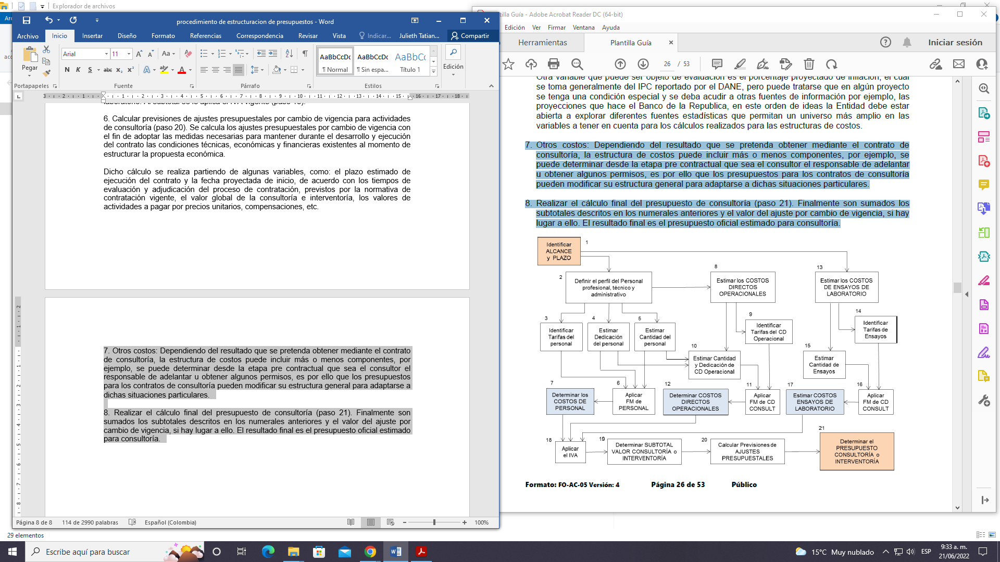 Explorador de archivos
procedimiento de estructuracion de presupuestos - Word
Archivo
Inicio
Insertar
Diseño
Formato
Referencias
Correspondencia
Revisar
Vista
Indicar...
Julieth Tatian...
Compartir
Pegar
Arial
11
N K S abc x₂ x²
AaBbCcDc
¶ Normal
AaBbCcDc
¶ Sin espa...
AaBbCc
Título 1
Edición
Portapapeles
Fuente
Párrafo
Estilos
6. Calcular previsiones de ajustes presupuestales por cambio de vigencia para actividades
de consultoría (paso 20). Se calcula los ajustes presupuestales por cambio de vigencia con
el fin de adoptar las medidas necesarias para mantener durante el desarrollo y ejecución
del contrato las condiciones técnicas, económicas y financieras existentes al momento de
estructurar la propuesta económica.
Dicho cálculo se realiza partiendo de algunas variables, como: el plazo estimado de
ejecución del contrato y la fecha proyectada de inicio, de acuerdo con los tiempos de
evaluación y adjudicación del proceso de contratación, previstos por la normativa de
contratación vigente, el valor global de la consultoría e interventoría, los valores de
actividades a pagar por precios unitarios, compensaciones, etc.
7. Otros costos: Dependiendo del resultado que se pretenda obtener mediante el contrato
de consultoría, la estructura de costos puede incluir más o menos componentes, por
ejemplo, se puede determinar desde la etapa pre contractual que sea el consultor el
responsable de adelantar u obtener algunos permisos, es por ello que los presupuestos
para los contratos de consultoría pueden modificar su estructura general para adaptarse a
dichas situaciones particulares.
8. Realizar el cálculo final del presupuesto de consultoría (paso 21). Finalmente son
sumados los subtotales descritos en los numerales anteriores y el valor del ajuste por
cambio de vigencia, si hay lugar a ello. El resultado final es el presupuesto oficial estimado
para consultoría.
Página 8 de 8
114 de 2990 palabras
Español (Colombia)
100%
29 elementos
tilla Guía - Adobe Acrobat Reader DC (64-bit)
Edición
Ver
Firmar
Ventana
Ayuda
Herramientas
Plantilla Guía
Iniciar sesión
26 / 53
Otra variable que puede ser objeto de evaluación es el porcentaje proyectado de inflación, el cual
se toma generalmente del IPC reportado por el DANE, pero puede tratarse que en algún proyecto
se tenga una condición especial y se deba acudir a otras fuentes de información por ejemplo, las
proyecciones que hace el Banco de la Republica, en este orden de ideas la Entidad debe estar
abierta a explorar diferentes fuentes estadísticas que permitan un universo más amplio en las
variables a tener en cuenta para los cálculos realizados para las estructuras de costos.
7. Otros costos: Dependiendo del resultado que se pretenda obtener mediante el contrato de
consultoría, la estructura de costos puede incluir más o menos componentes, por ejemplo, se
puede determinar desde la etapa pre contractual que sea el consultor el responsable de adelantar
u obtener algunos permisos, es por ello que los presupuestos para los contratos de consultoría
pueden modificar su estructura general para adaptarse a dichas situaciones particulares.
8. Realizar el cálculo final del presupuesto de consultoría (paso 21). Finalmente son sumados los
subtotales descritos en los numerales anteriores y el valor del ajuste por cambio de vigencia, si hay
lugar a ello. El resultado final es el presupuesto oficial estimado para consultoría.
1
Identificar
ALCANCE
y PLAZO
2
Definir el perfil del Personal
profesional, técnico y
administrativo
8
Estimar los COSTOS
DIRECTOS
OPERACIONALES
13
Estimar los COSTOS
DE ENSAYOS DE
LABORATORIO
3
Identificar
Tarifas del
personal
4
Estimar
Dedicación
del personal
5
Estimar
Cantidad del
personal
9
Identificar
Tarifas del CD
Operacional
14
Identificar
Tarifas de
Ensayos
10
Estimar Cantidad
y Dedicación de
CD Operacional
15
Estimar
Cantidad de
Ensayos
7
Determinar los
COSTOS DE
PERSONAL
6
Aplicar
FM de
PERSONAL
12
Determinar COSTOS
DIRECTOS
OPERACIONALES
11
Aplicar
FM de CD
CONSULT
17
Estimar COSTOS
ENSAYOS DE
LABORATORIO
16
Aplicar
FM de CD
CONSULT
18
Aplicar
el IVA
19
Determinar SUBTOTAL
VALOR CONSULTORÍA o
INTERVENTORÍA
20
Calcular Previsiones de
AJUSTES
PRESUPUESTALES
21
Determinar el
PRESUPUESTO
CONSULTORÍA o
INTERVENTORÍA
Formato: FO-AC-05 Versión: 4
Página 26 de 53
Público
Escribe aquí para buscar
15°C Muy nublado
ESP
9:33 a. m.
21/06/2022